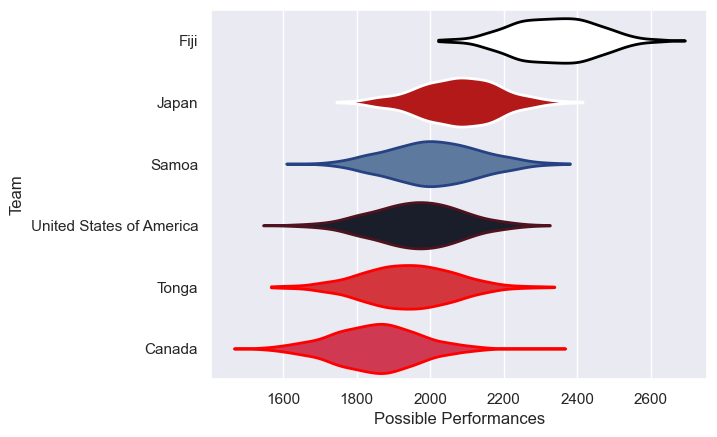 Fiji
Japan
Samoa
United States of America
Tonga
Canada
Team
1600 1800 2000 2200 2400 2600
Possible Performances